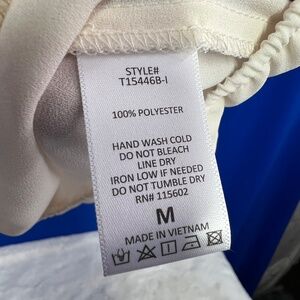 STYLE#
T15446B-I
100% POLYESTER
HAND WASH COLD
DO NOT BLEACH
LINE DRY
IRON LOW IF NEEDED
DO NOT TUMBLE DRY
RN# 115602
M
MADE IN VIETNAM